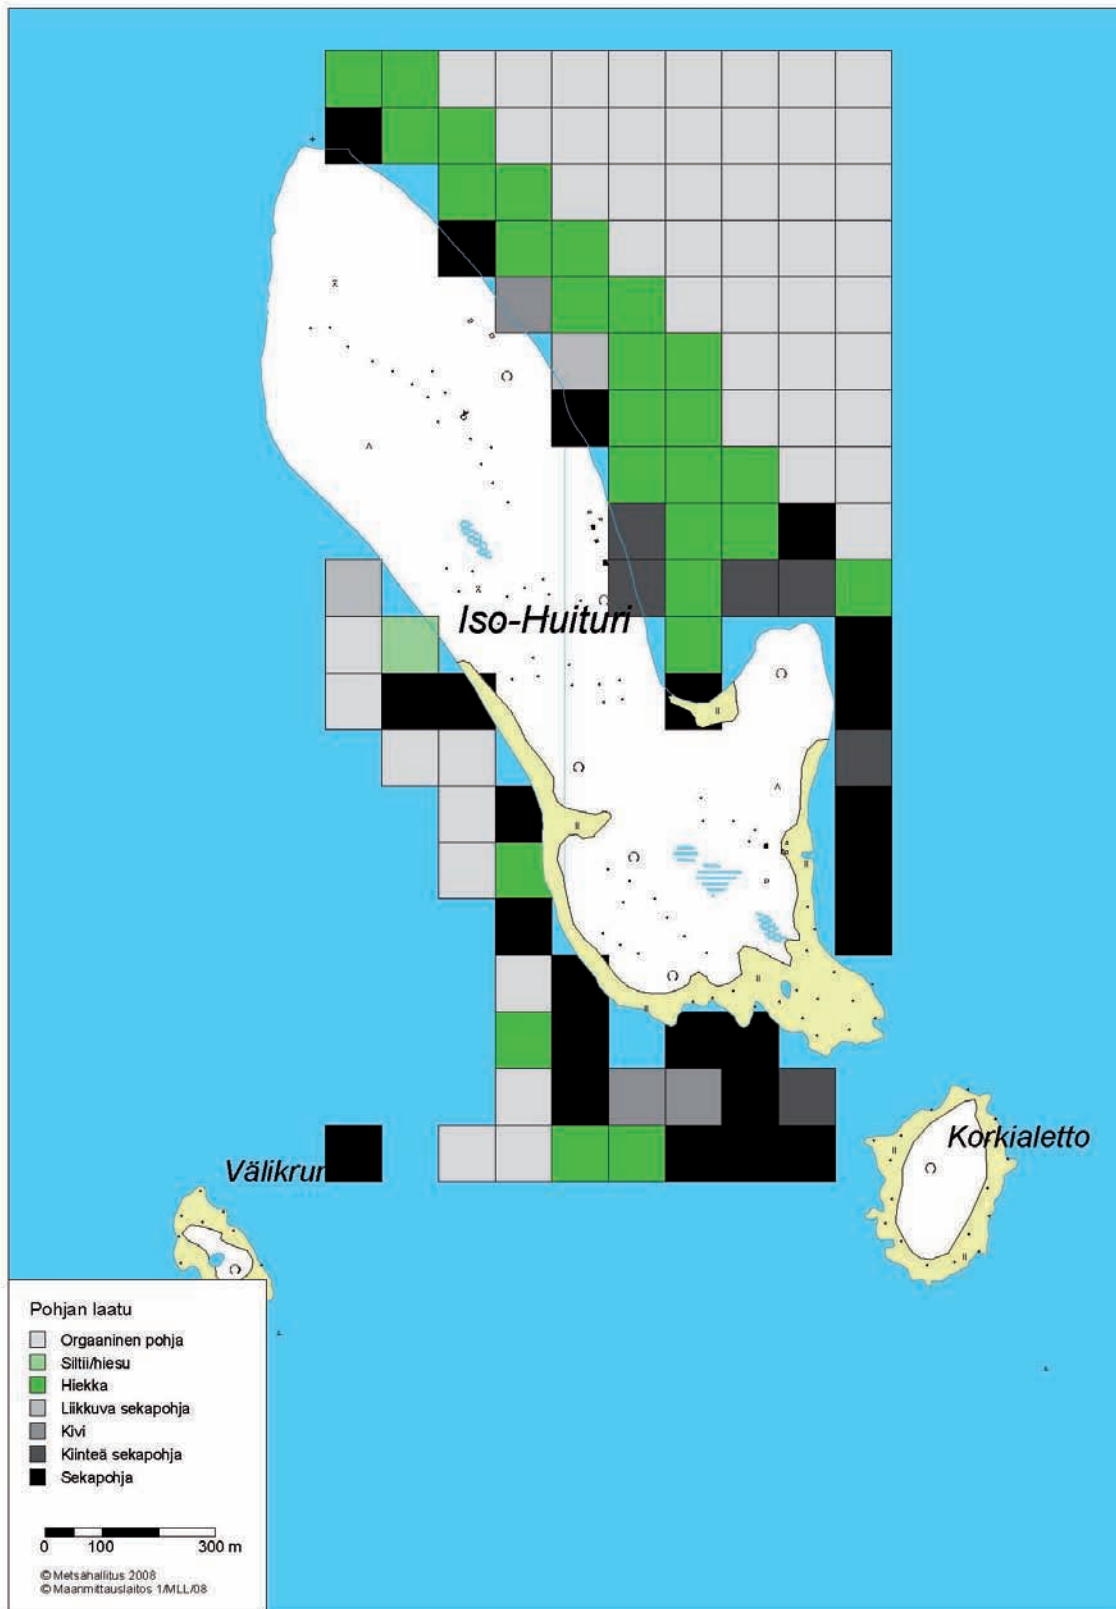 Iso-Huituri
Korkialetto
Välikrun
Pohjan laatu
Orgaaninen pohja
Siltii/hiesu
Hiekka
Liikkuva sekapohja
Kivi
Kiinteä sekapohja
Sekapohja
0 100 300 m
© Metsähallitus 2008
© Maanmittauslaitos 1/MLL/08